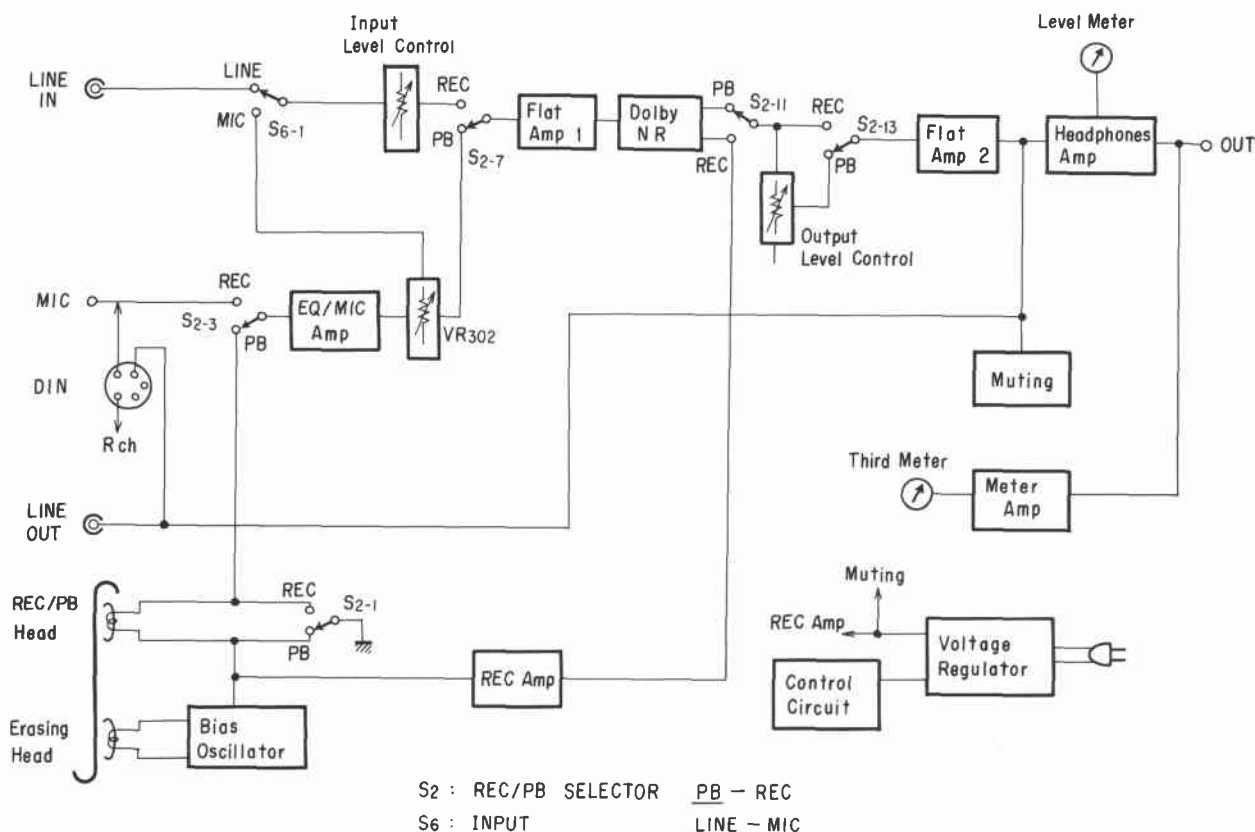 Input
Level Control
Level Meter
LINE
IN
LINE
MIC
S6-1
REC
PB
S2-7
Flat
Amp 1
Dolby
NR
PB
REC
S2-11
REC
PB
S2-13
Flat
Amp 2
Headphones
Amp
OUT
Output
Level Control
MIC
REC
S2-3
PB
EQ/MIC
Amp
VR302
DIN
R ch
Muting
Third Meter
Meter
Amp
LINE
OUT
REC/PB
Head
REC
S2-1
PB
REC Amp
Muting
REC Amp
Voltage
Regulator
Control
Circuit
Erasing
Head
Bias
Oscillator
S2 : REC/PB SELECTOR PB – REC
S6 : INPUT LINE – MIC